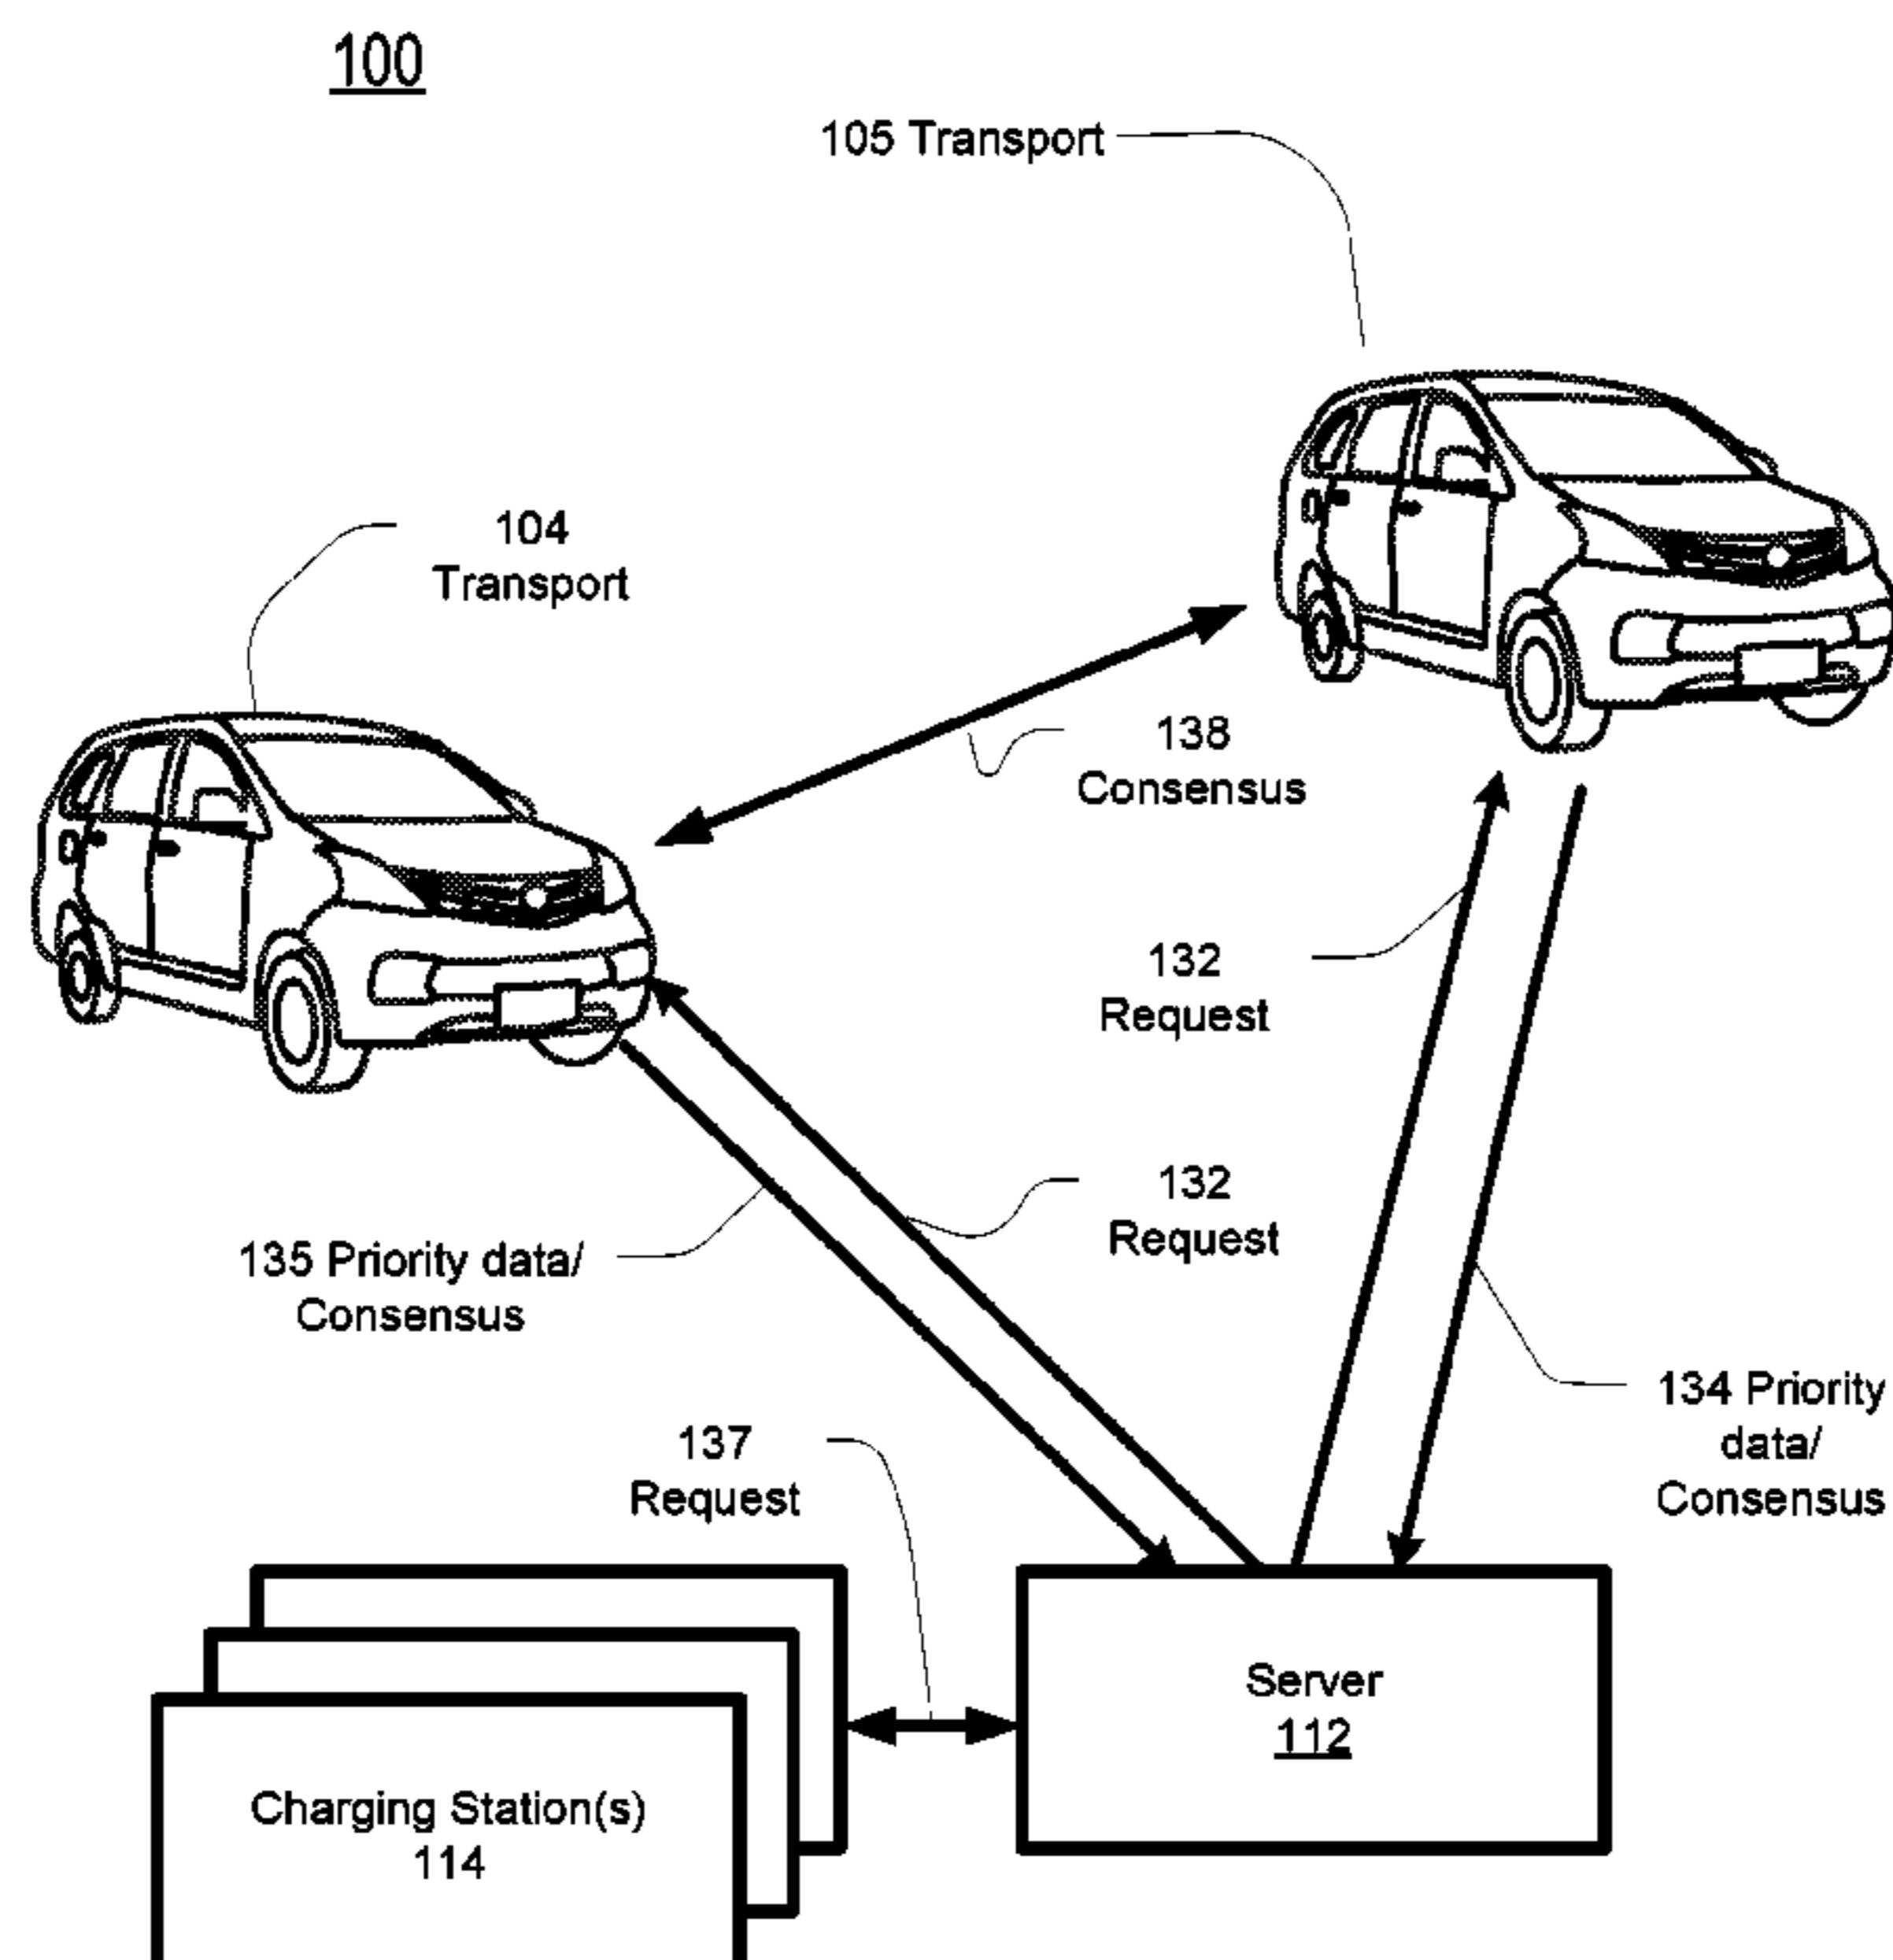 100
105 Transport
104
Transport
138
Consensus
132
Request
132
Request
135 Priority data/
Consensus
134 Priority
data/
Consensus
137
Request
Server
112
Charging Station(s)
114